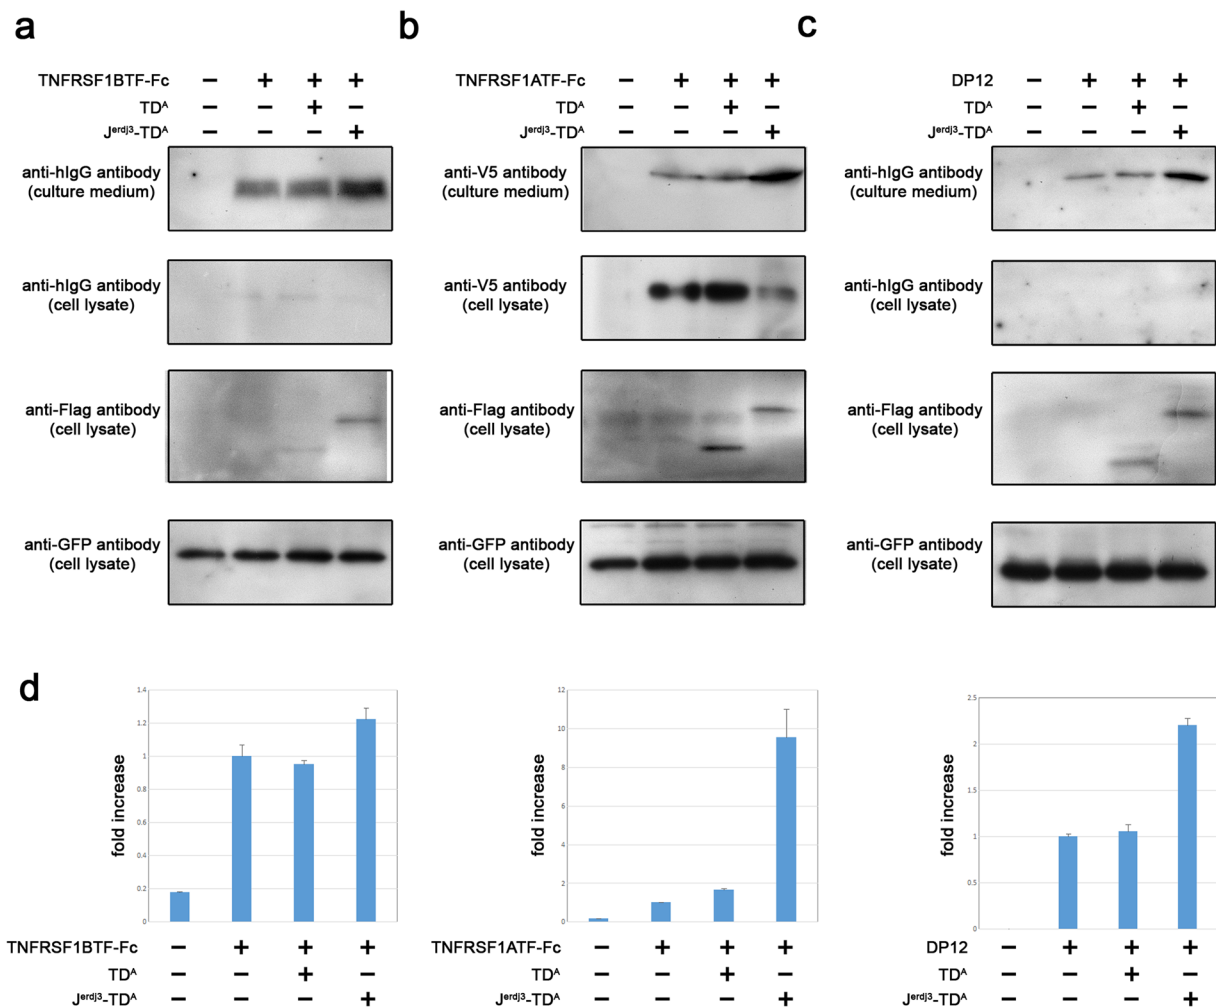 a
TNFRSF1BTF-Fc − + + +
TDᴬ − − + −
Jᵉʳᵈʲ³-TDᴬ − − − +
anti-hIgG antibody
(culture medium)
anti-hIgG antibody
(cell lysate)
anti-Flag antibody
(cell lysate)
anti-GFP antibody
(cell lysate)
b
TNFRSF1ATF-Fc − + + +
TDᴬ − − + −
Jᵉʳᵈʲ³-TDᴬ − − − +
anti-V5 antibody
(culture medium)
anti-V5 antibody
(cell lysate)
anti-Flag antibody
(cell lysate)
anti-GFP antibody
(cell lysate)
c
DP12 − + + +
TDᴬ − − + −
Jᵉʳᵈʲ³-TDᴬ − − − +
anti-hIgG antibody
(culture medium)
anti-hIgG antibody
(cell lysate)
anti-Flag antibody
(cell lysate)
anti-GFP antibody
(cell lysate)
d
fold increase
1.4
1.2
1
0.8
0.6
0.4
0.2
0
TNFRSF1BTF-Fc − + + +
TDᴬ − − + −
Jᵉʳᵈʲ³-TDᴬ − − − +
fold increase
12
10
8
6
4
2
0
TNFRSF1ATF-Fc − + + +
TDᴬ − − + −
Jᵉʳᵈʲ³-TDᴬ − − − +
fold increase
2.5
2
1.5
1
0.5
0
DP12 − + + +
TDᴬ − − + −
Jᵉʳᵈʲ³-TDᴬ − − − +